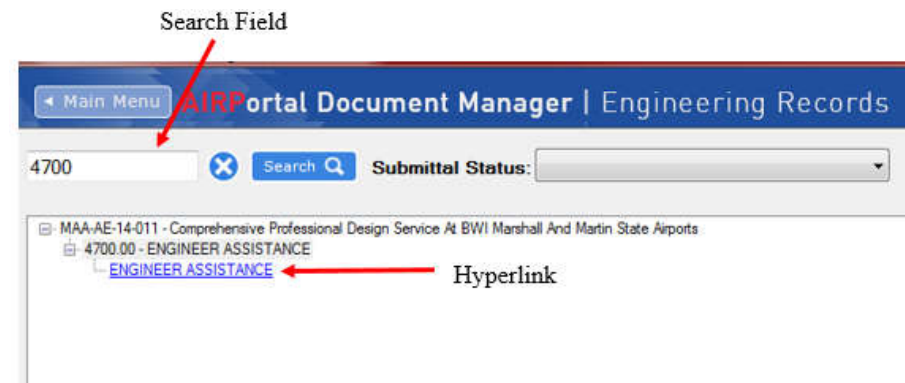 Search Field
Main Menu
AIRPortal Document Manager | Engineering Records
4700
Search
Submittal Status:
MAA-AE-14-011 - Comprehensive Professional Design Service At BWI Marshall And Martin State Airports
4700.00 - ENGINEER ASSISTANCE
ENGINEER ASSISTANCE
Hyperlink